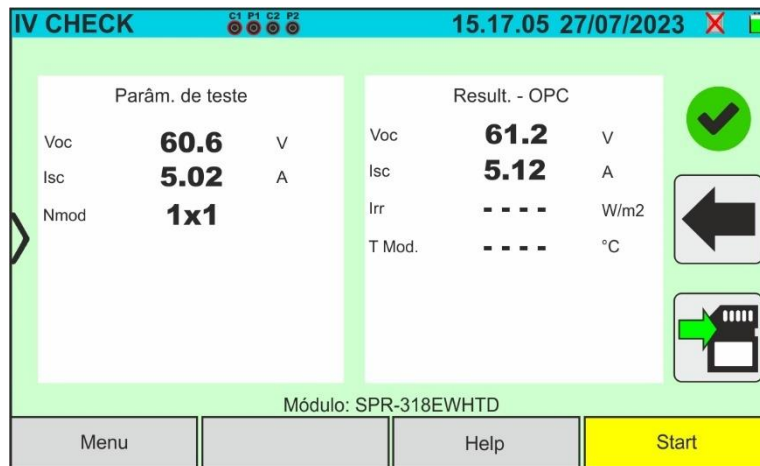 IV CHECK C1 P1 C2 P2 15.17.05 27/07/2023
Parâm. de teste
Voc 60.6 V
Isc 5.02 A
Nmod 1x1
Result. - OPC
Voc 61.2 V
Isc 5.12 A
Irr - - - - W/m2
T Mod. - - - - °C
Módulo: SPR-318EWHTD
Menu Help Start